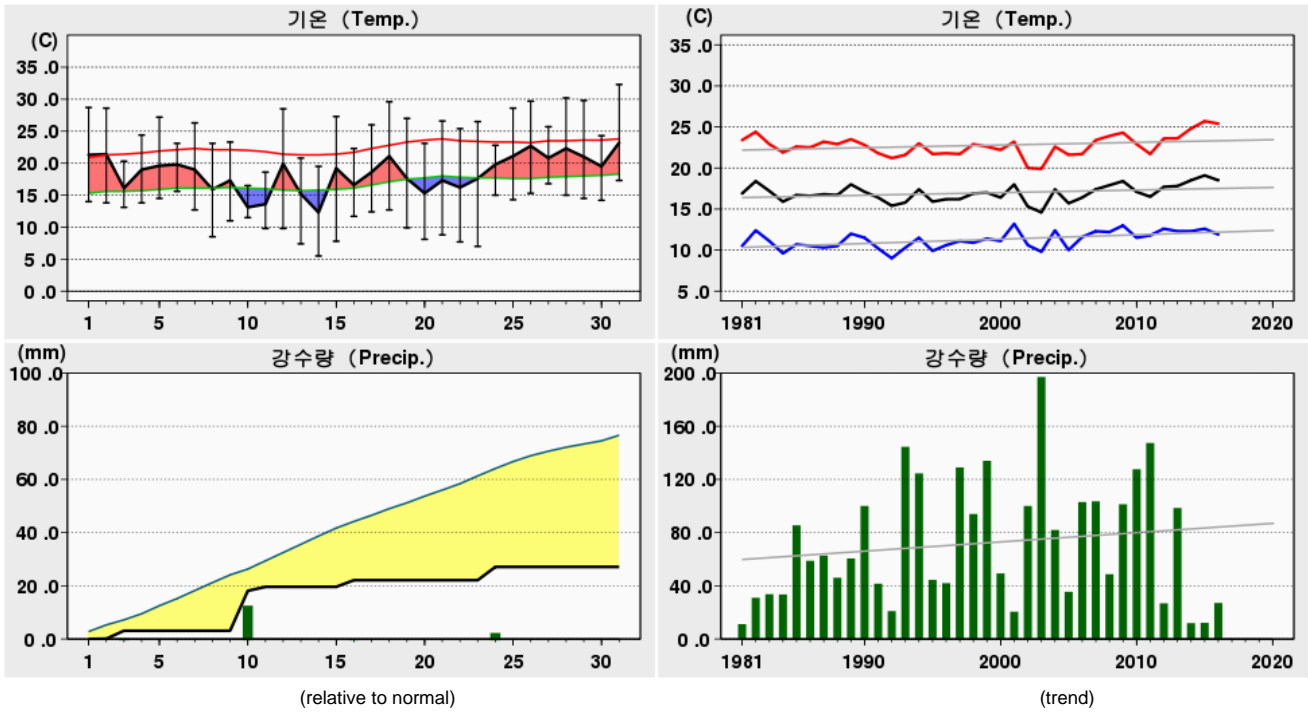 기온 (Temp.)
(C)
35 .0
30 .0
25 .0
20 .0
15 .0
10 .0
5 .0
0 .0
1 5 10 15 20 25 30
기온 (Temp.)
(C)
35 .0
30 .0
25 .0
20 .0
15 .0
10 .0
5 .0
1981 1990 2000 2010 2020
강수량 (Precip.)
(mm)
100 .0
80 .0
60 .0
40 .0
20 .0
0 .0
1 5 10 15 20 25 30
(relative to normal)
강수량 (Precip.)
(mm)
200 .0
160 .0
120 .0
80 .0
40 .0
0 .0
1981 1990 2000 2010 2020
(trend)